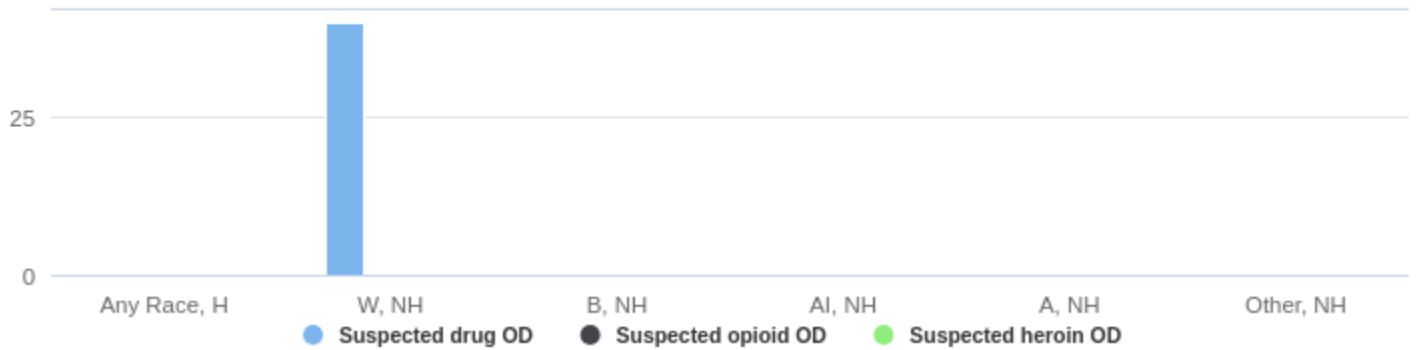 25
0
Any Race, H W, NH B, NH AI, NH A, NH Other, NH
Suspected drug OD Suspected opioid OD Suspected heroin OD